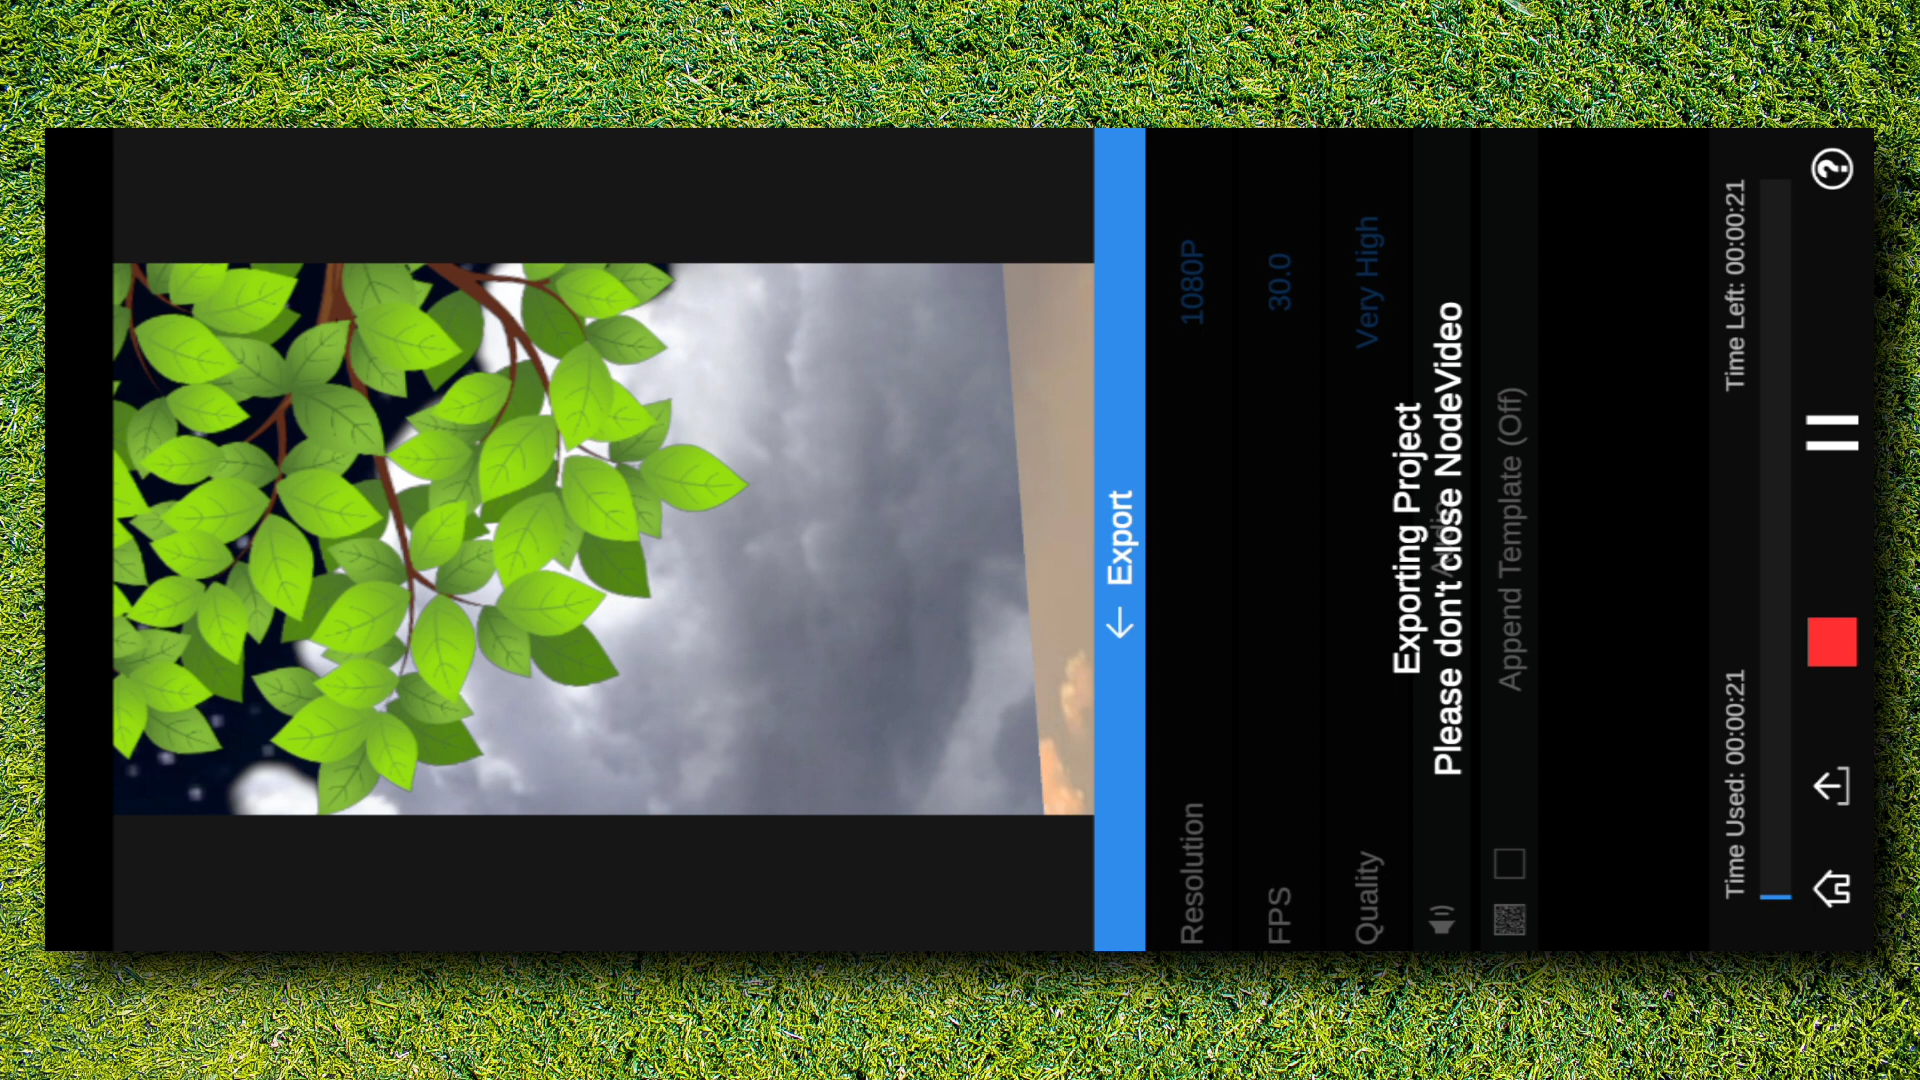 ← Export
Resolution 1080P
FPS 30.0
Quality Very High
Exporting Project
Audio
Please don't close NodeVideo
Append Template (Off)
Time Used: 00:00:21 Time Left: 00:00:21